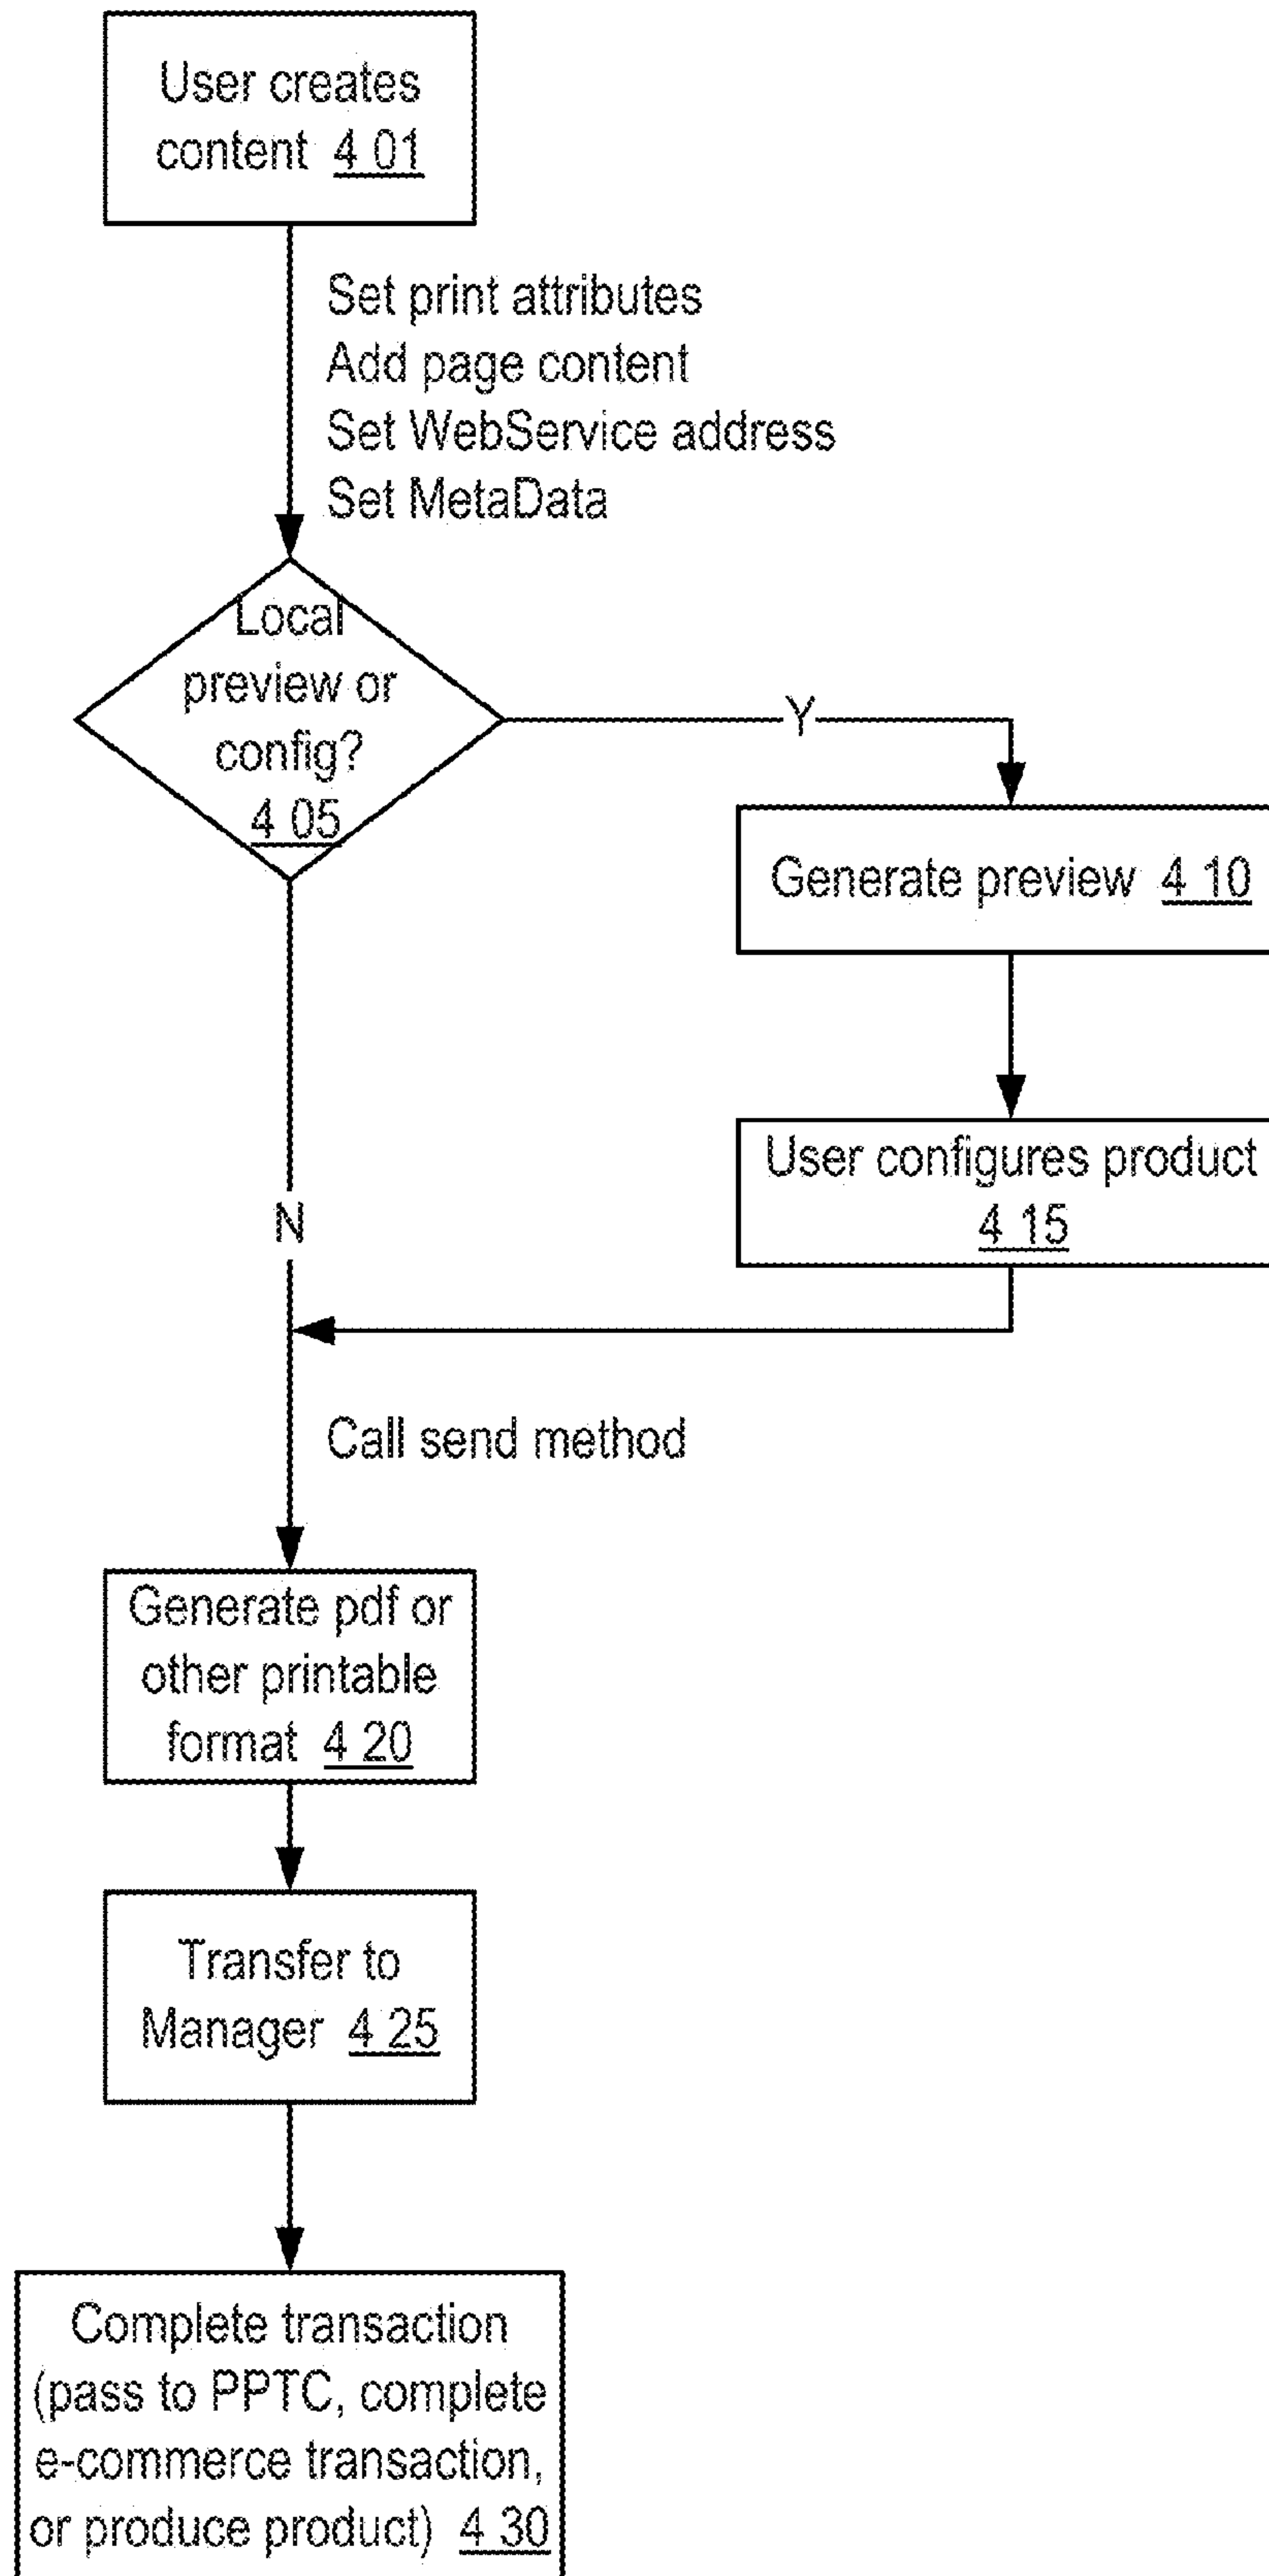 User creates
content 4 01
Set print attributes
Add page content
Set WebService address
Set MetaData
Local
preview or
config?
4 05
Y
Generate preview 4 10
User configures product
4 15
N
Call send method
Generate pdf or
other printable
format 4 20
Transfer to
Manager 4 25
Complete transaction
(pass to PPTC, complete
e-commerce transaction,
or produce product) 4 30